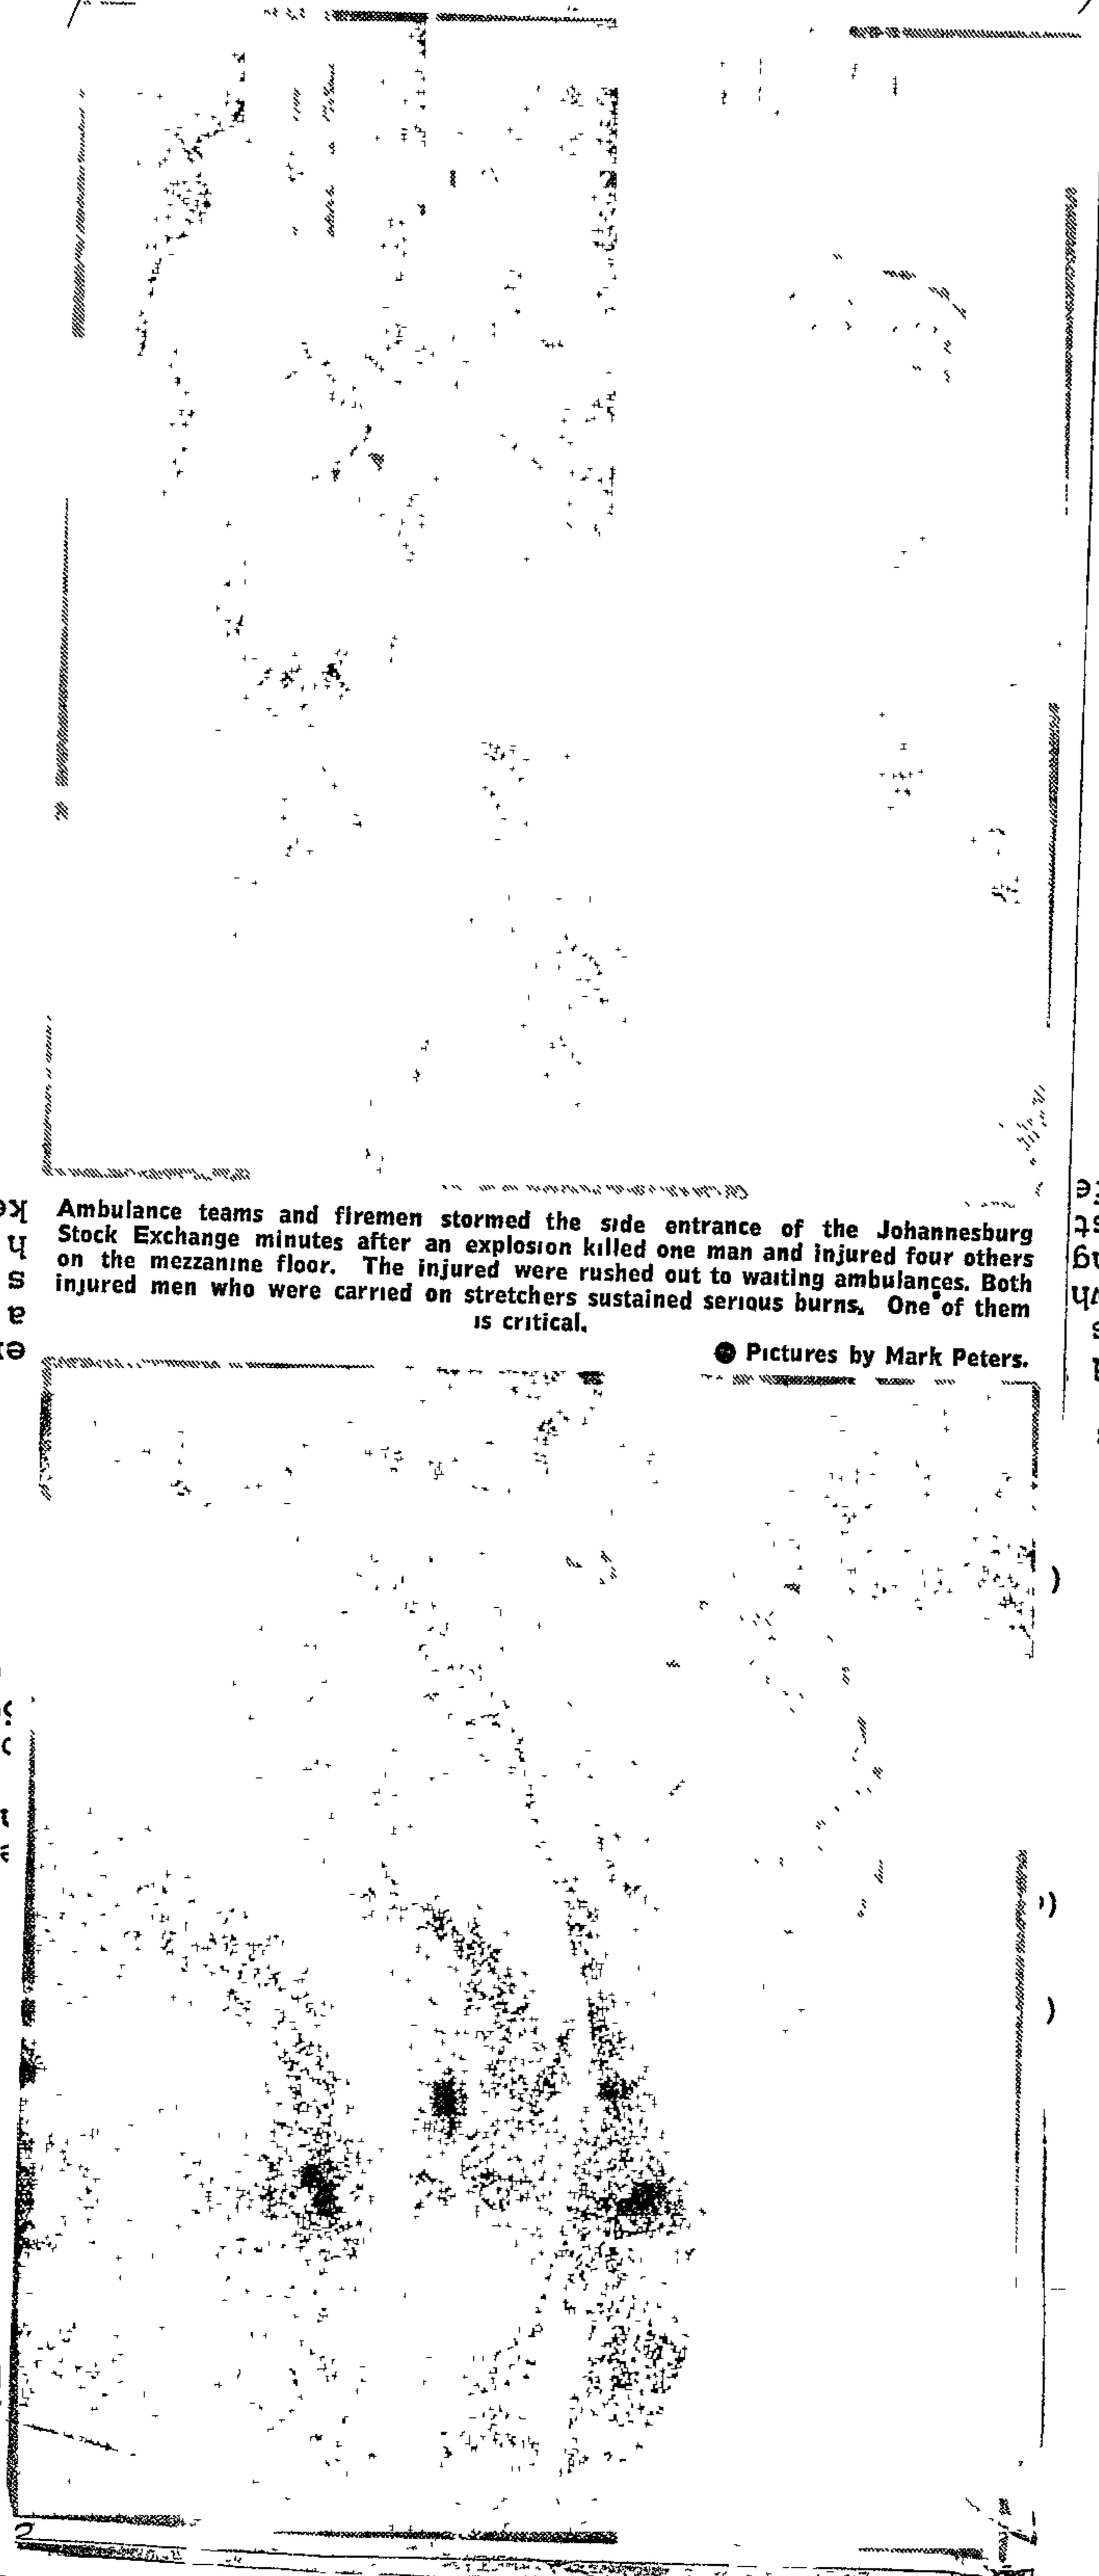 Ambulance teams and firemen stormed the side entrance of the Johannesburg
Stock Exchange minutes after an explosion killed one man and injured four others
on the mezzanine floor. The injured were rushed out to waiting ambulances. Both
injured men who were carried on stretchers sustained serious burns. One of them
is critical.
● Pictures by Mark Peters.